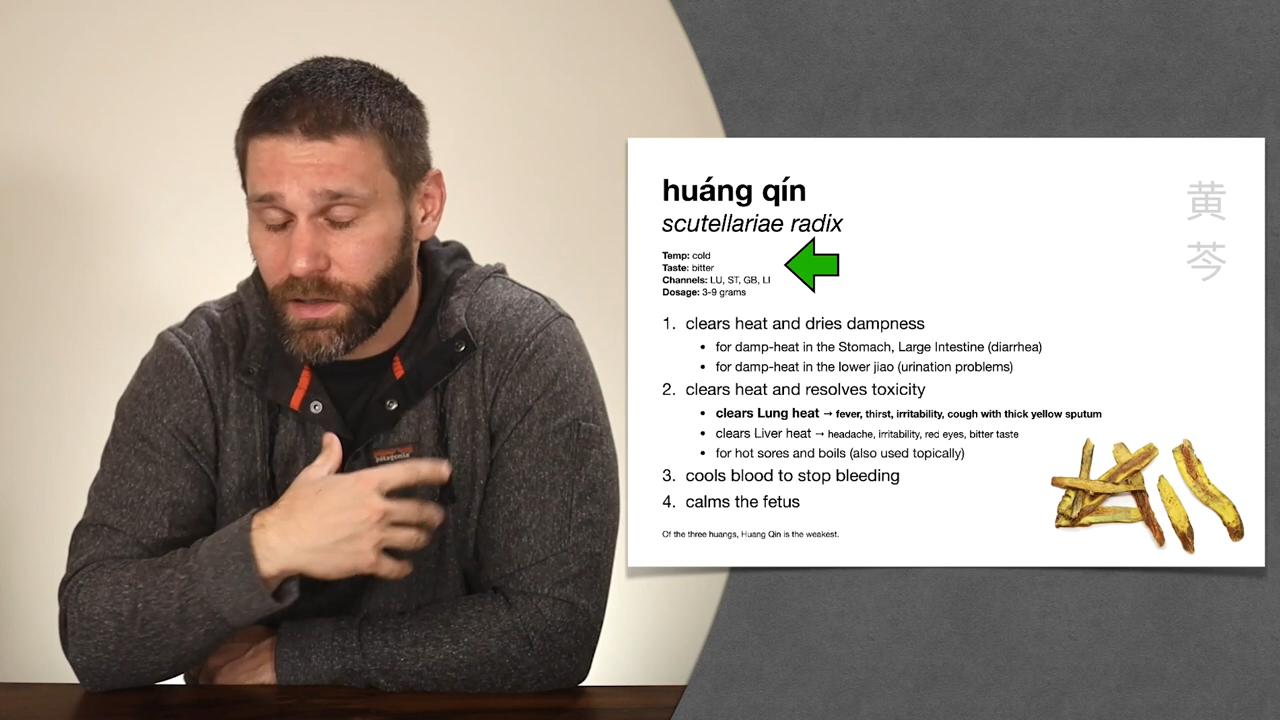 huáng qín
scutellariae radix
黄
芩
Temp: cold
Taste: bitter
Channels: LU, ST, GB, LI
Dosage: 3-9 grams
1. clears heat and dries dampness
• for damp-heat in the Stomach, Large Intestine (diarrhea)
• for damp-heat in the lower jiao (urination problems)
2. clears heat and resolves toxicity
• clears Lung heat → fever, thirst, irritability, cough with thick yellow sputum
• clears Liver heat → headache, irritability, red eyes, bitter taste
• for hot sores and boils (also used topically)
3. cools blood to stop bleeding
4. calms the fetus
Of the three huangs, Huang Qin is the weakest.
patagonia